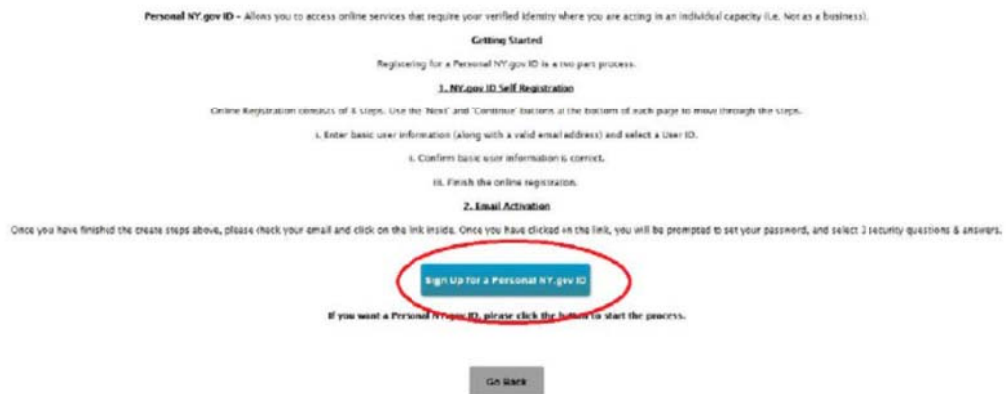 Personal NY.gov ID – Allows you to access online services that require your verified identity where you are acting in an individual capacity (i.e. Not as a business).
Getting Started
Registering for a Personal NY.gov ID is a two part process.
1. NY.gov ID Self Registration
Online Registration consists of steps. Use the 'Next' and 'Continue' buttons at the bottom of each page to move through the steps.
i. Enter basic user information (along with a valid email address) and select a User ID.
ii. Confirm basic user information is correct.
iii. Finish the online registration.
2. Email Activation
Once you have finished the create steps above, please check your email and click on the link inside. Once you have clicked on the link, you will be prompted to set your password, and select 3 security questions & answers.
Sign Up for a Personal NY.gov ID
If you want a Personal NY.gov ID, please click the button to start the process.
Go Back